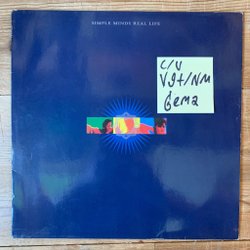 SIMPLE MINDS REAL LIFE
C/V
VG+/NM
Gema